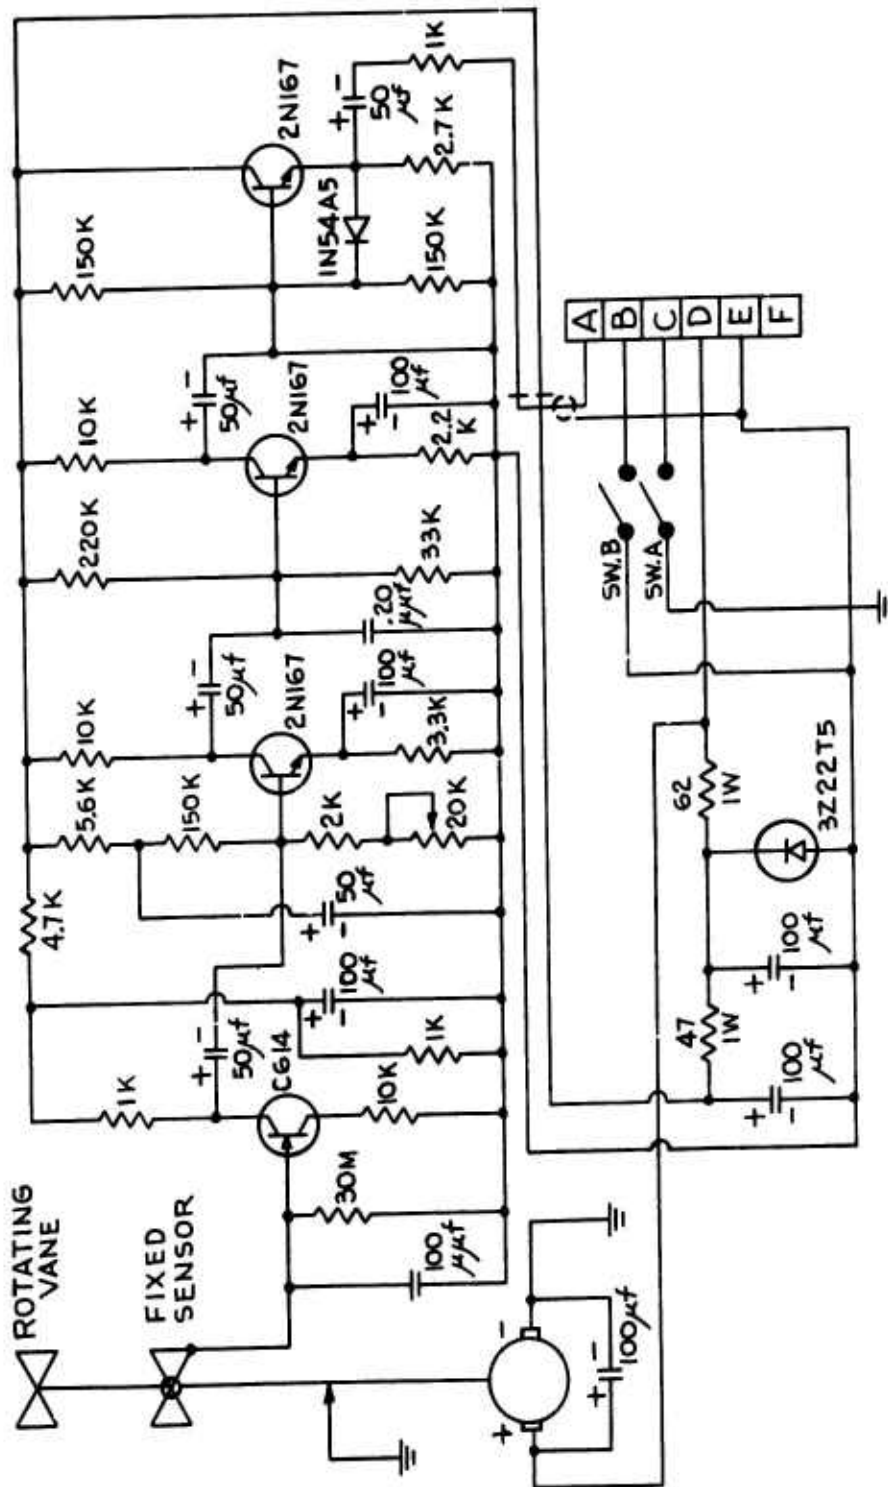 ROTATING
VANE
FIXED
SENSOR
1K
4.7K
5.6K
10K
220K
10K
150K
150K
+ -
50μf
+ -
50μf
+ -
50μf
C614
2N167
2N167
2N167
30M
10K
1K
+
-
100
μf
+
-
50
μf
2K
20K
3.3K
+
-
100
μf
.20
μμf
33K
2.2
K
+
-
100
μf
1N54A5
150K
2.7K
+ -
50
μf
1K
100
μμf
+
-
+ -
100μf
47
1W
62
1W
+
-
100
μf
+
-
100
μf
3Z22T5
SW.B
SW.A
A
B
C
D
E
F